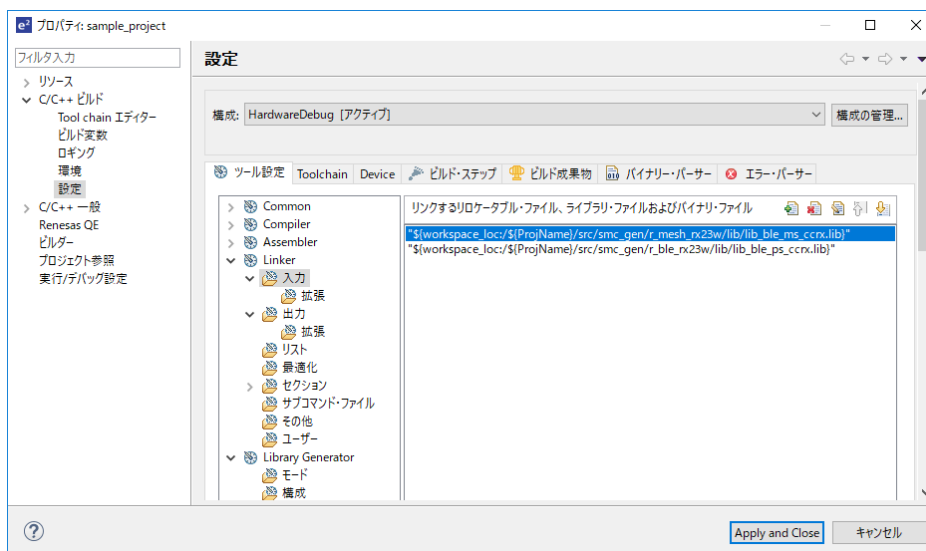 e² プロパティ: sample_project
フィルタ入力
リソース
C/C++ ビルド
Tool chain エディター
ビルド変数
ロギング
環境
設定
C/C++ 一般
Renesas QE
ビルダー
プロジェクト参照
実行/デバッグ設定
設定
構成: HardwareDebug [アクティブ]
構成の管理...
ツール設定 Toolchain Device ビルド・ステップ ビルド成果物 バイナリー・パーサー エラー・パーサー
Common
Compiler
Assembler
Linker
入力
拡張
出力
拡張
リスト
最適化
セクション
サブコマンド・ファイル
その他
ユーザー
Library Generator
モード
構成
リンクするリロケータブル・ファイル、ライブラリ・ファイルおよびバイナリ・ファイル
"${workspace_loc:/${ProjName}/src/smc_gen/r_mesh_rx23w/lib/lib_ble_ms_ccrx.lib}"
"${workspace_loc:/${ProjName}/src/smc_gen/r_ble_rx23w/lib/lib_ble_ps_ccrx.lib}"
?
Apply and Close
キャンセル